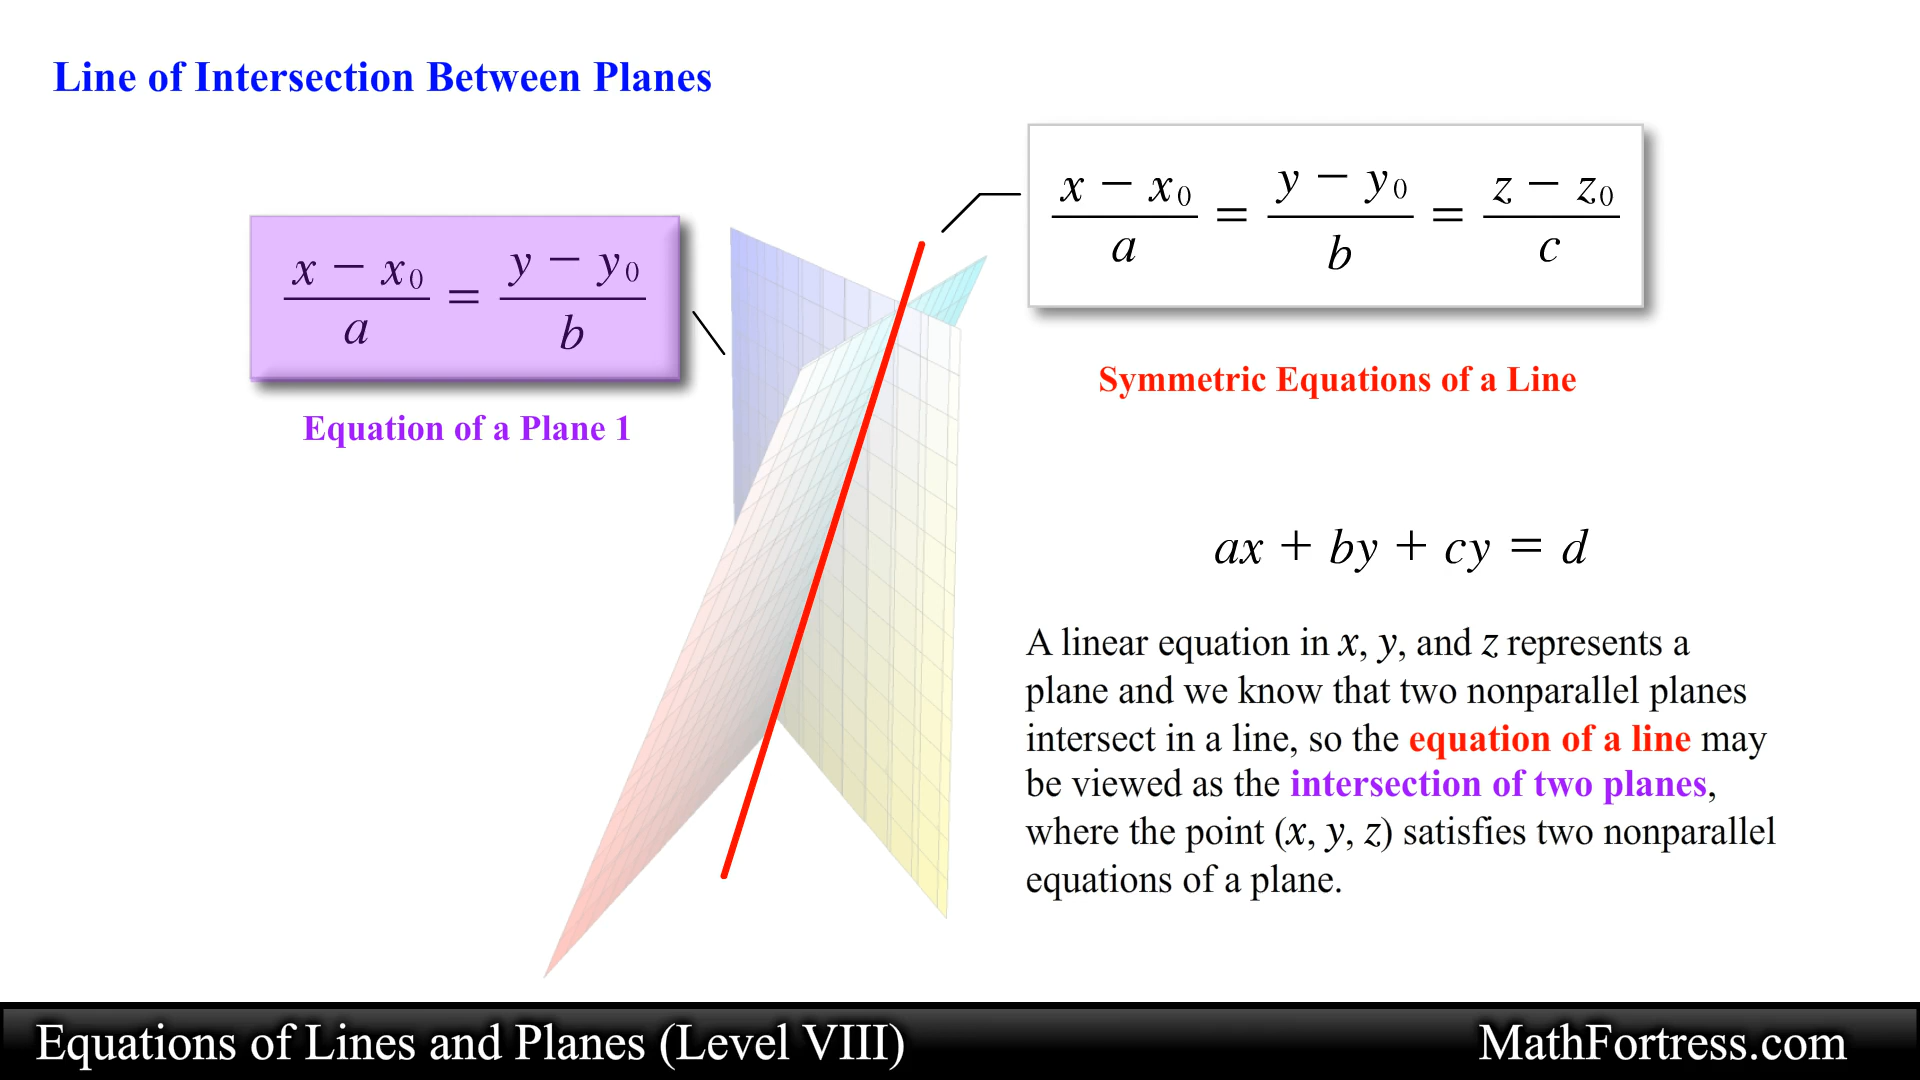 Line of Intersection Between Planes
x − x₀ / a = y − y₀ / b = z − z₀ / c
x − x₀ / a = y − y₀ / b
Symmetric Equations of a Line
Equation of a Plane 1
ax + by + cy = d
A linear equation in x, y, and z represents a
plane and we know that two nonparallel planes
intersect in a line, so the equation of a line may
be viewed as the intersection of two planes,
where the point (x, y, z) satisfies two nonparallel
equations of a plane.
Equations of Lines and Planes (Level VIII)
MathFortress.com